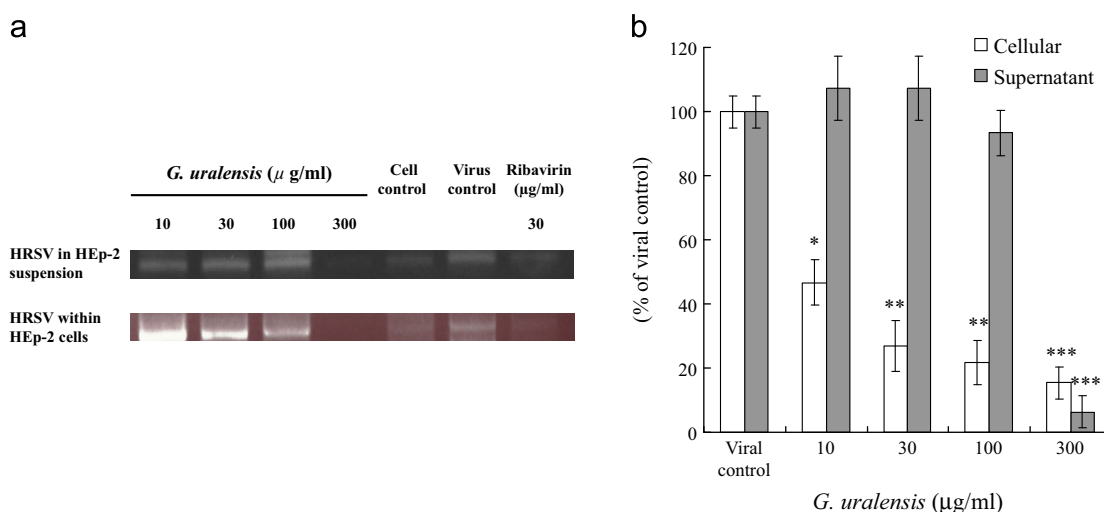 a
G. uralensis (μ g/ml)
Cell control
Virus control
Ribavirin (μg/ml)
10 30 100 300 30
HRSV in HEp-2
suspension
HRSV within
HEp-2 cells
b
120
100
80
60
40
20
0
(% of viral control)
Cellular
Supernatant
*
**
**
***
***
Viral control
10 30 100 300
G. uralensis (μg/ml)